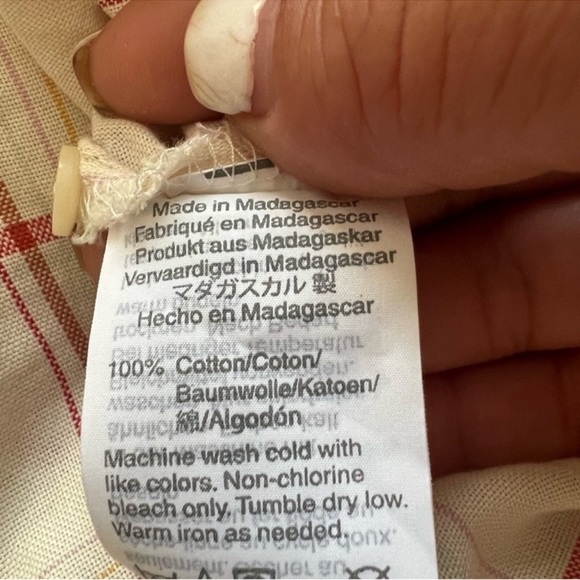 Made in Madagascar
Fabriqué en Madagascar
Produkt aus Madagaskar
Vervaardigd in Madagascar
マダガスカル 製
Hecho en Madagascar
100% Cotton/Coton/
Baumwolle/Katoen/
綿/Algodón
Machine wash cold with
like colors. Non-chlorine
bleach only. Tumble dry low.
Warm iron as needed.